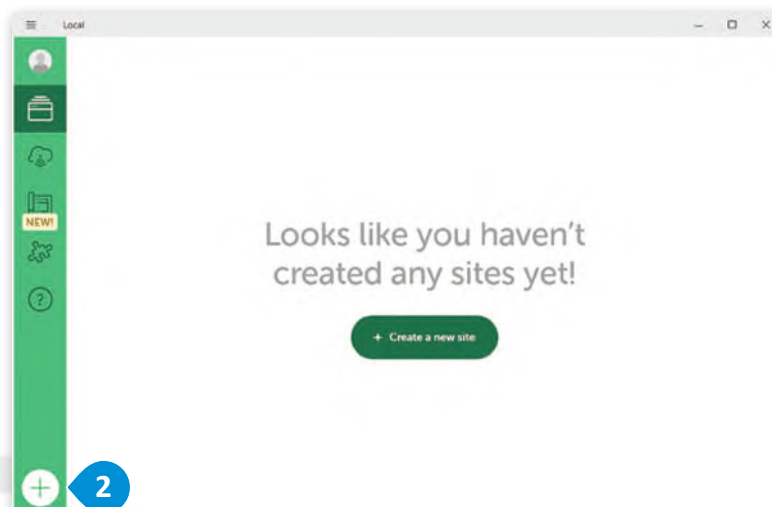 Local
NEW!
?
Looks like you haven't
created any sites yet!
+ Create a new site
+
2